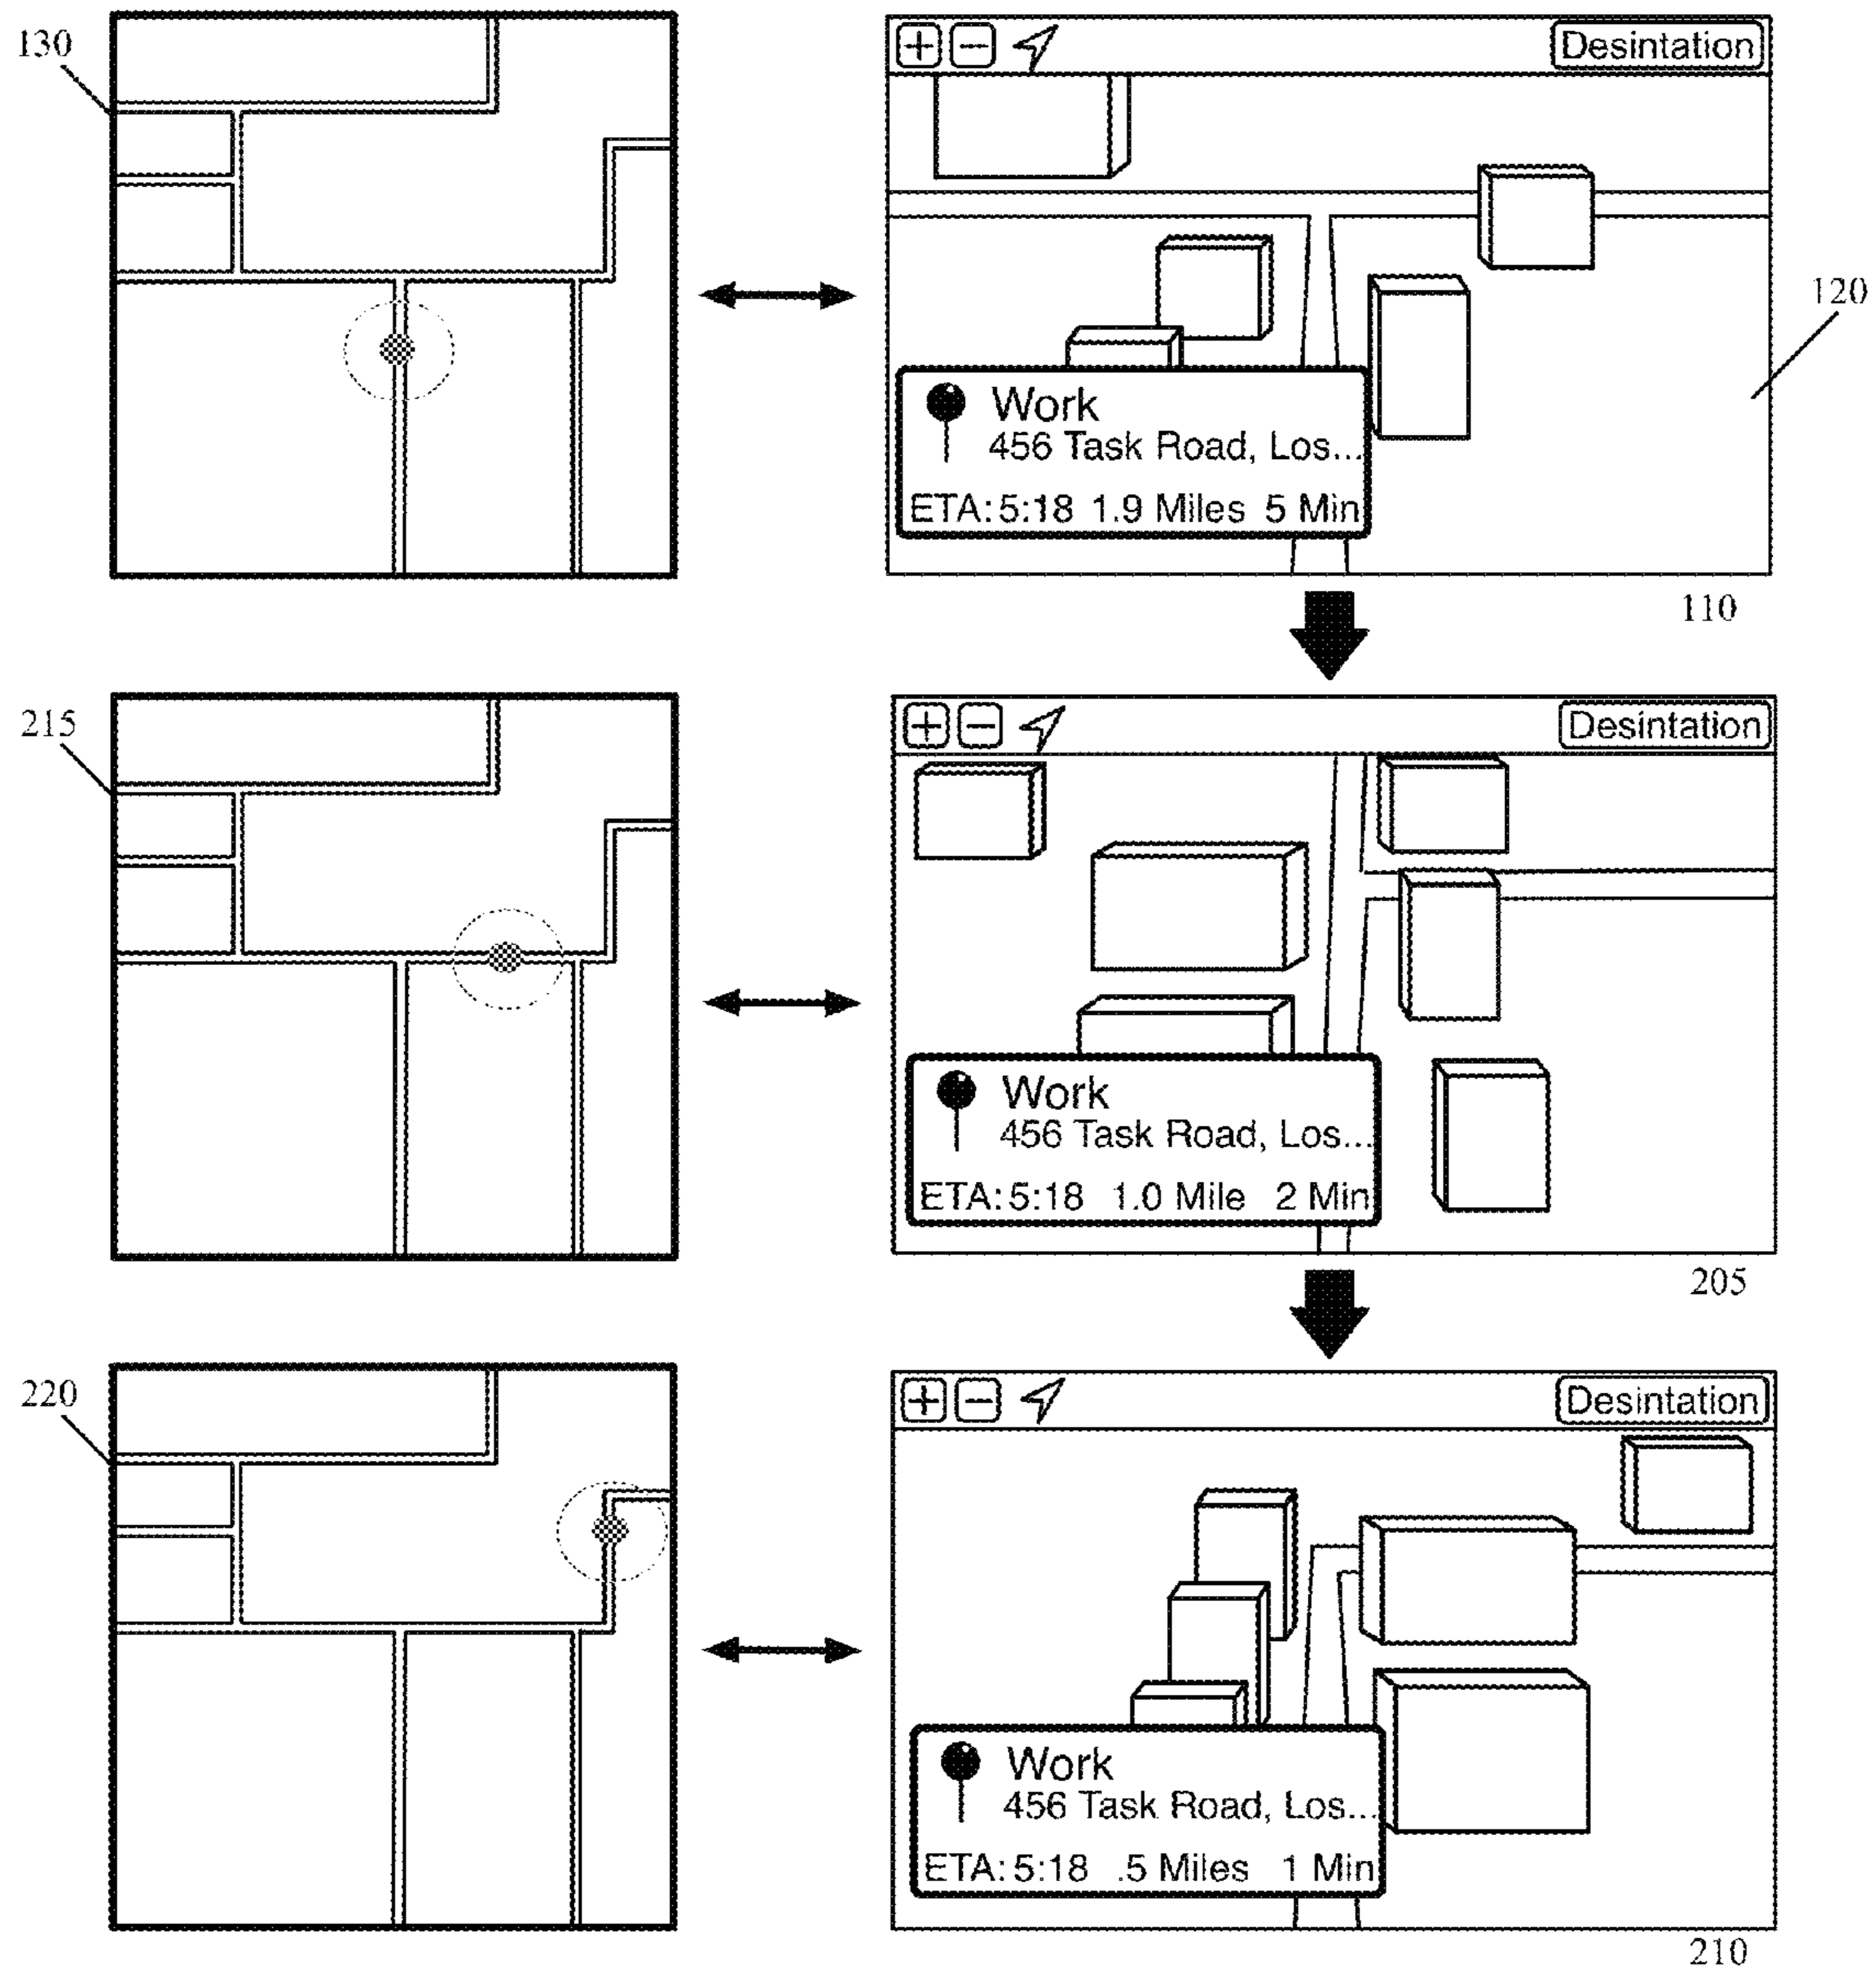 130
Desintation
120
Work
456 Task Road, Los...
ETA: 5:18 1.9 Miles 5 Min
110
215
Desintation
Work
456 Task Road, Los...
ETA: 5:18 1.0 Mile 2 Min
205
220
Desintation
Work
456 Task Road, Los...
ETA: 5:18 .5 Miles 1 Min
210